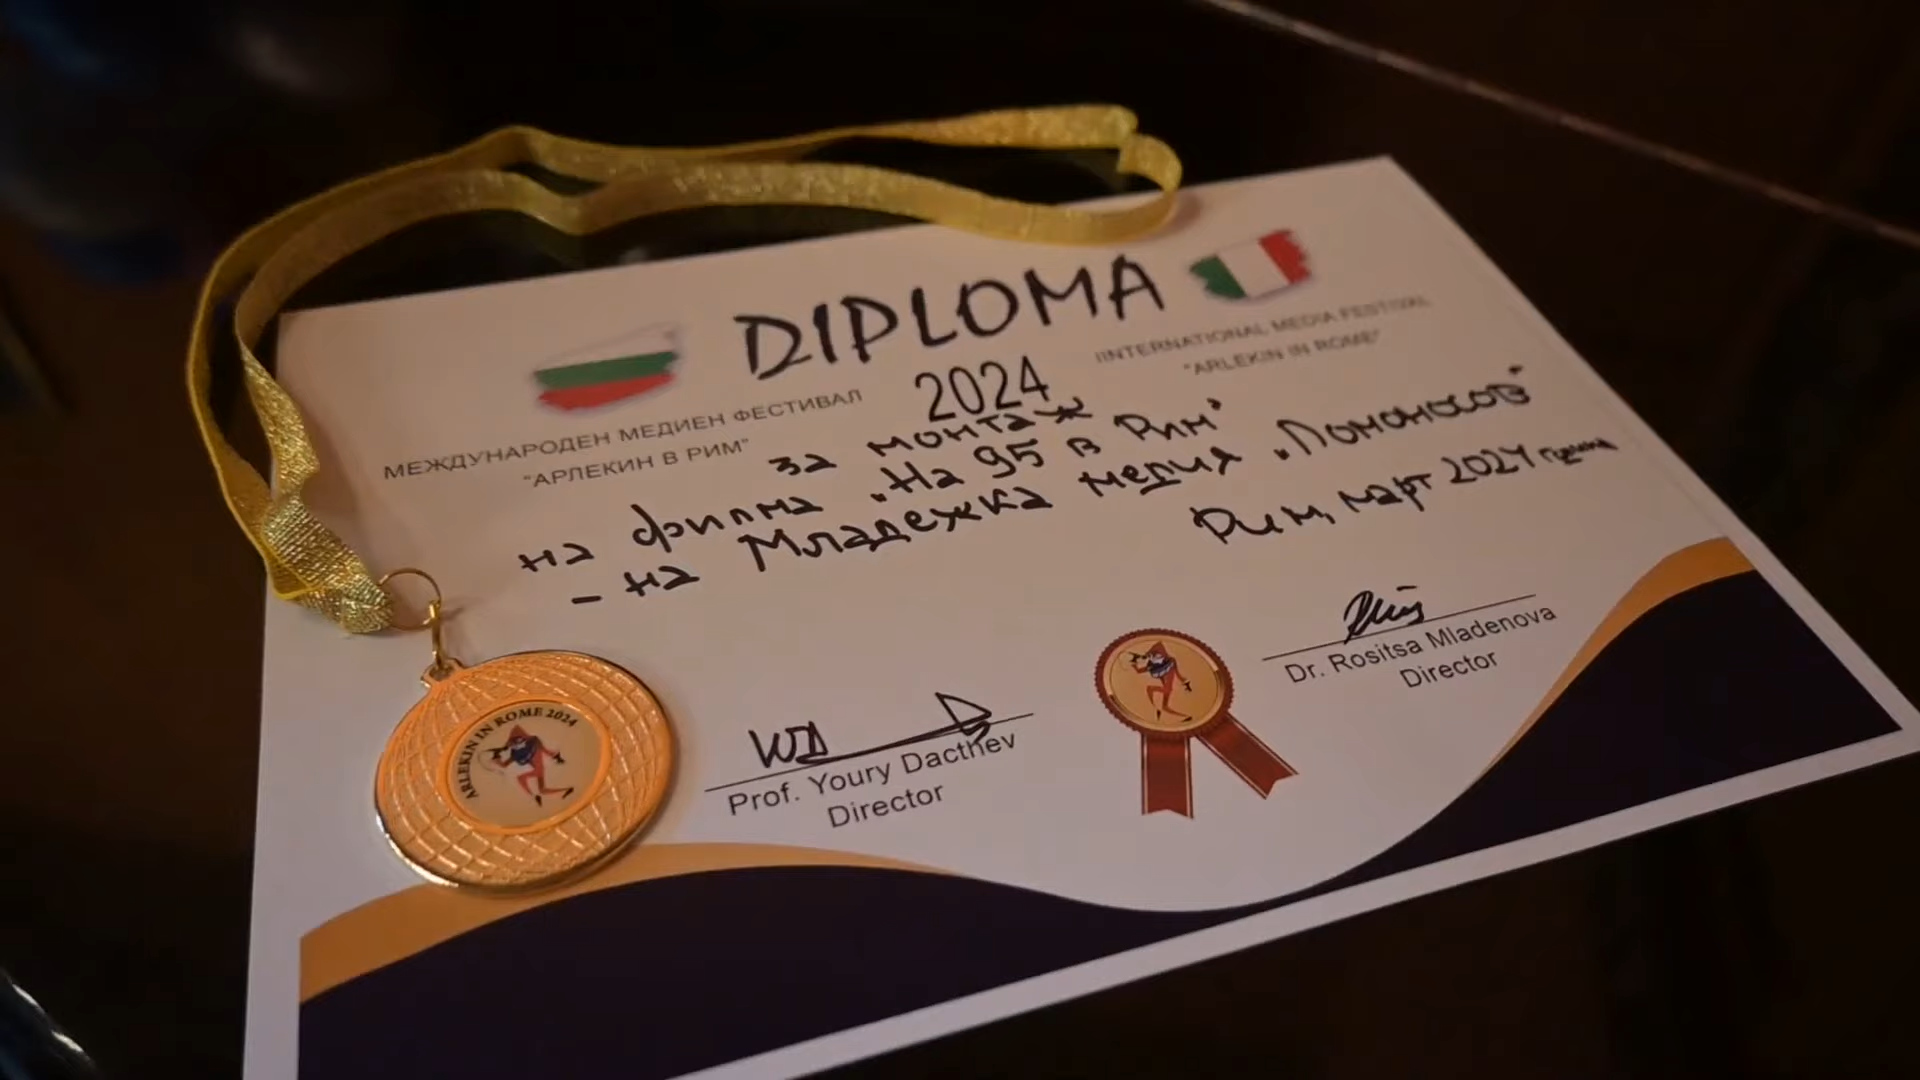 DIPLOMA
2024
МЕЖДУНАРОДЕН МЕДИЕН ФЕСТИВАЛ
"АРЛЕКИН В РИМ"
IINTERNATIONAL MEDIA FESTIVAL
"ARLEKIN IN ROME"
за монтаж
на филма „На 95 в Рим"
- на Младежка медия „Ломоносов"
Рим, март 2024 година
ARLEKIN IN ROME 2024
Prof. Youry Dacthev
Director
Dr. Rositsa Mladenova
Director